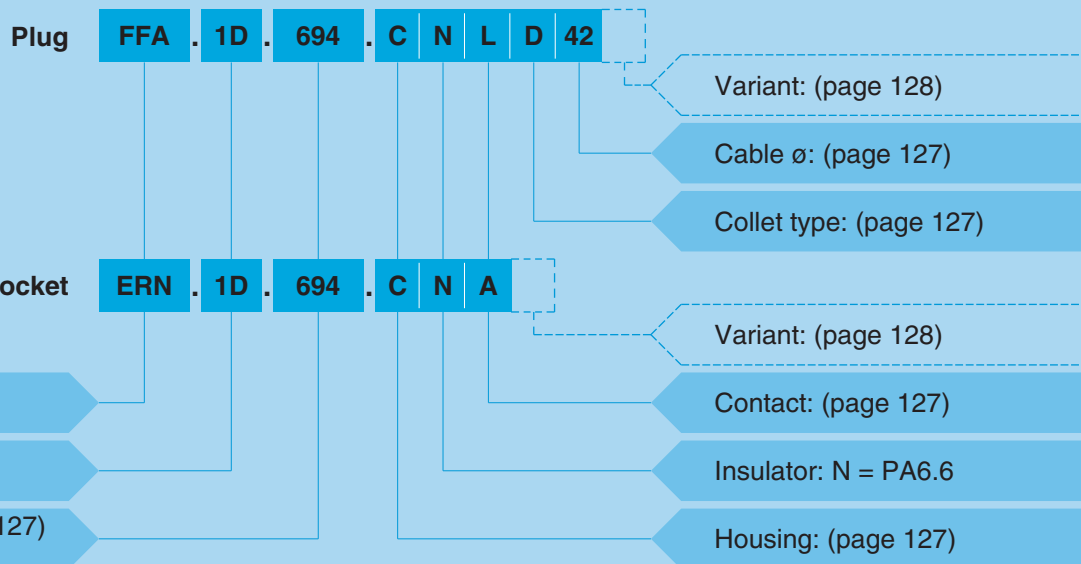 Plug FFA . 1D . 694 . C N L D 42
Variant: (page 128)
Cable ø: (page 127)
Collet type: (page 127)
ocket ERN . 1D . 694 . C N A
Variant: (page 128)
Contact: (page 127)
Insulator: N = PA6.6
127)
Housing: (page 127)